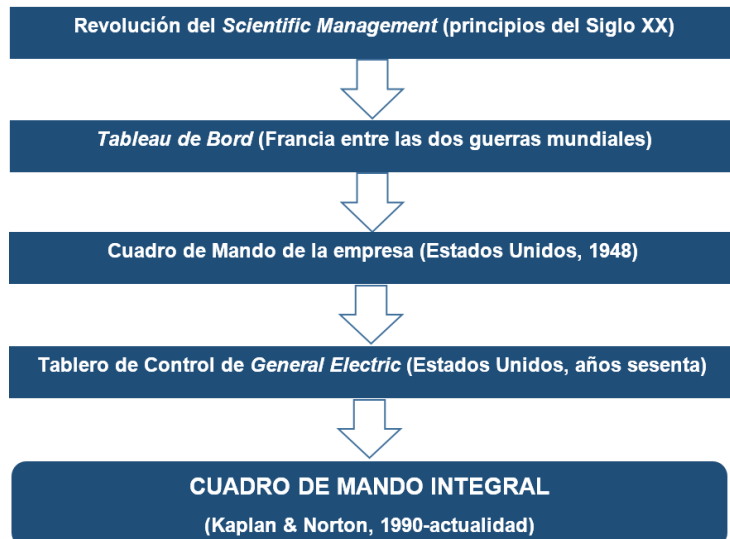 Revolución del Scientific Management (principios del Siglo XX)
Tableau de Bord (Francia entre las dos guerras mundiales)
Cuadro de Mando de la empresa (Estados Unidos, 1948)
Tablero de Control de General Electric (Estados Unidos, años sesenta)
CUADRO DE MANDO INTEGRAL
(Kaplan & Norton, 1990-actualidad)